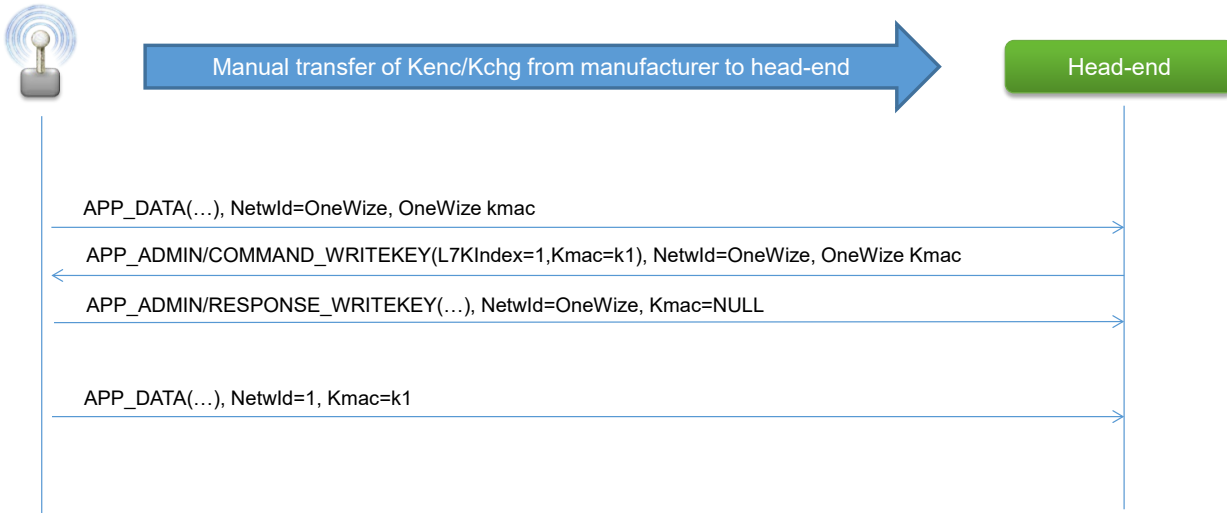 Manual transfer of Kenc/Kchg from manufacturer to head-end
Head-end
APP_DATA(…), NetwId=OneWize, OneWize kmac
APP_ADMIN/COMMAND_WRITEKEY(L7KIndex=1,Kmac=k1), NetwId=OneWize, OneWize Kmac
APP_ADMIN/RESPONSE_WRITEKEY(…), NetwId=OneWize, Kmac=NULL
APP_DATA(…), NetwId=1, Kmac=k1